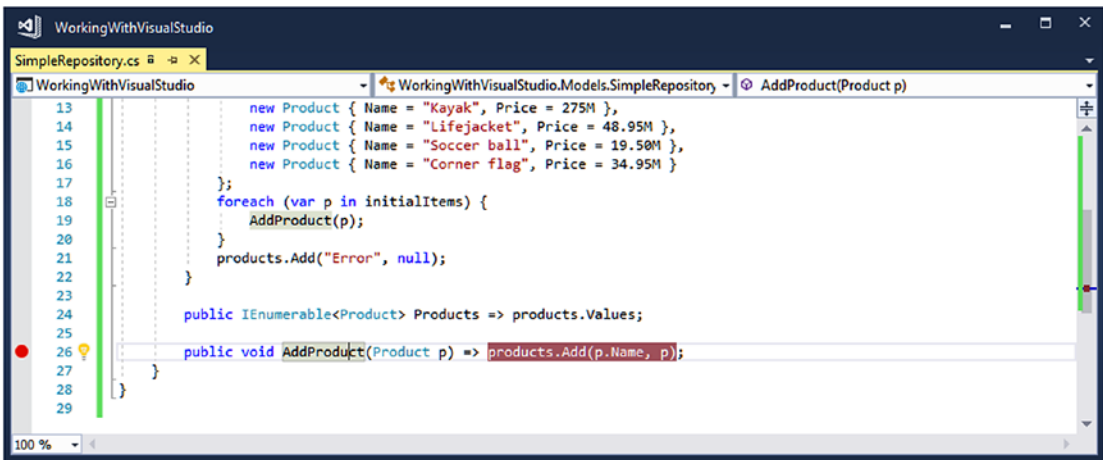 WorkingWithVisualStudio
SimpleRepository.cs
WorkingWithVisualStudio WorkingWithVisualStudio.Models.SimpleRepository AddProduct(Product p)
13 new Product { Name = "Kayak", Price = 275M },
14 new Product { Name = "Lifejacket", Price = 48.95M },
15 new Product { Name = "Soccer ball", Price = 19.50M },
16 new Product { Name = "Corner flag", Price = 34.95M }
17 };
18 foreach (var p in initialItems) {
19 AddProduct(p);
20 }
21 products.Add("Error", null);
22 }
23
24 public IEnumerable<Product> Products => products.Values;
25
26 public void AddProduct(Product p) => products.Add(p.Name, p);
27 }
28 }
29
100 %